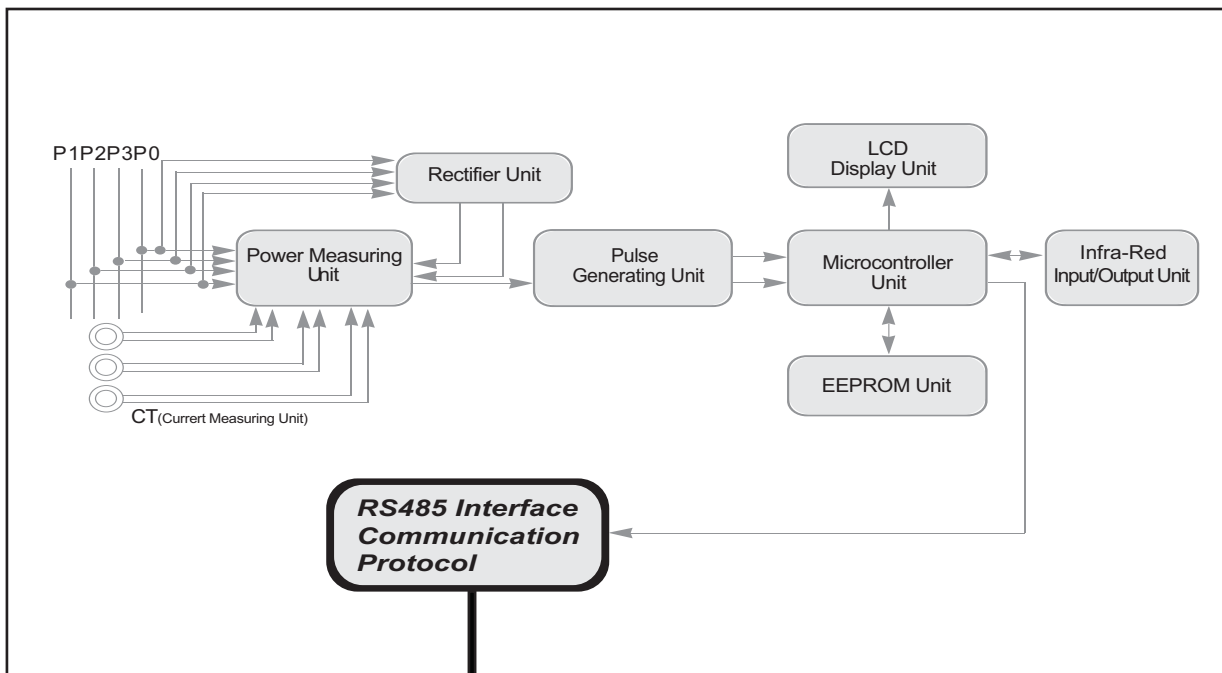 P1P2P3P0
Rectifier Unit
LCD
Display Unit
Power Measuring
Unit
Pulse
Generating Unit
Microcontroller
Unit
Infra-Red
Input/Output Unit
EEPROM Unit
CT(Currert Measuring Unit)
RS485 Interface
Communication
Protocol